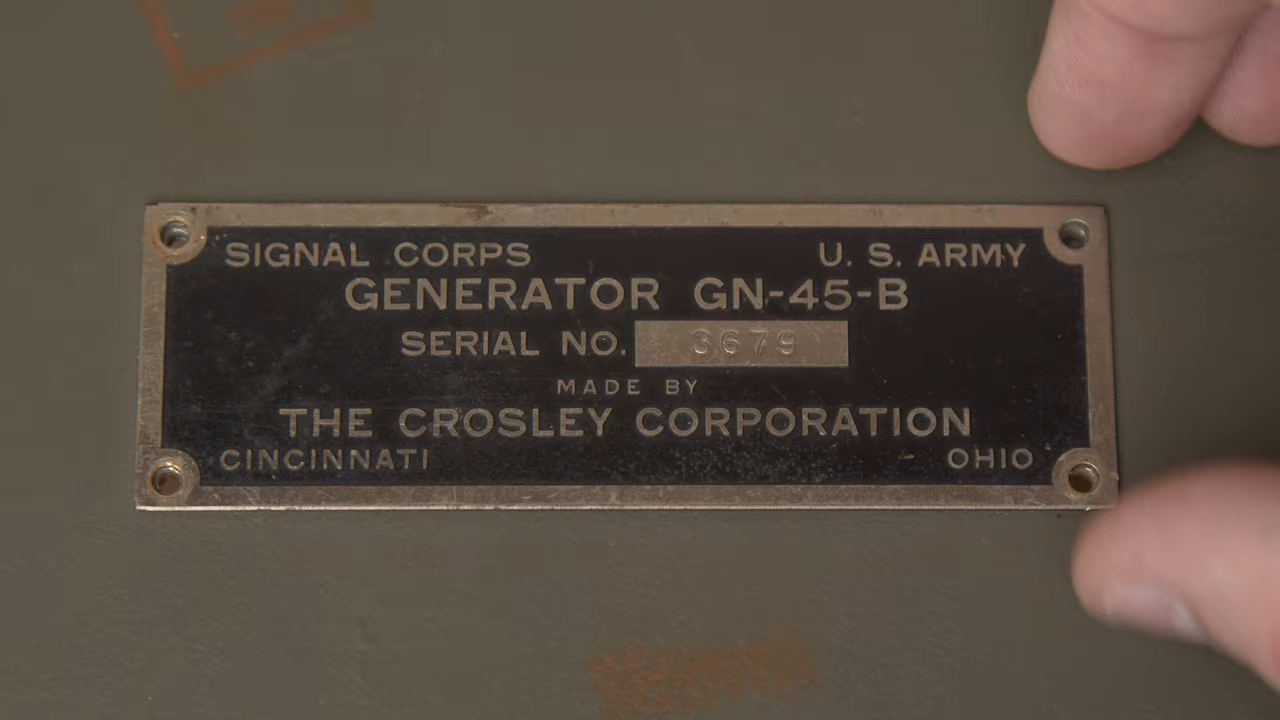 SIGNAL CORPS U. S. ARMY
GENERATOR GN-45-B
SERIAL NO. 3679
MADE BY
THE CROSLEY CORPORATION
CINCINNATI OHIO